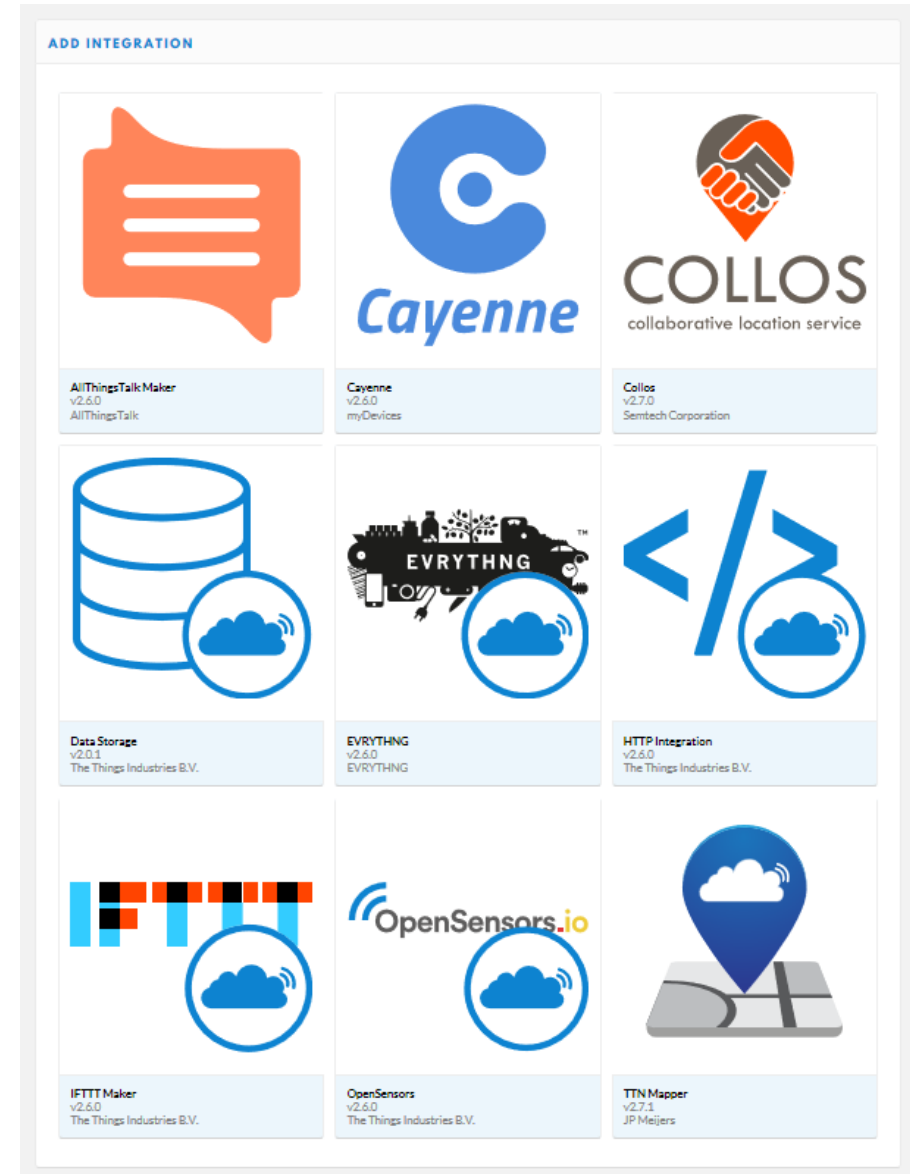 ADD INTEGRATION
Cayenne
COLLOS
collaborative location service
AllThingsTalk Maker
v2.6.0
AllThingsTalk
Cayenne
v2.6.0
myDevices
Collos
v2.7.0
Semtech Corporation
EVRYTHNG
TM
</>
Data Storage
v2.0.1
The Things Industries B.V.
EVRYTHNG
v2.6.0
EVRYTHNG
HTTP Integration
v2.6.0
The Things Industries B.V.
IFTTT
OpenSensors.io
IFTTT Maker
v2.6.0
The Things Industries B.V.
OpenSensors
v2.6.0
The Things Industries B.V.
TTN Mapper
v2.7.1
JP Meijers